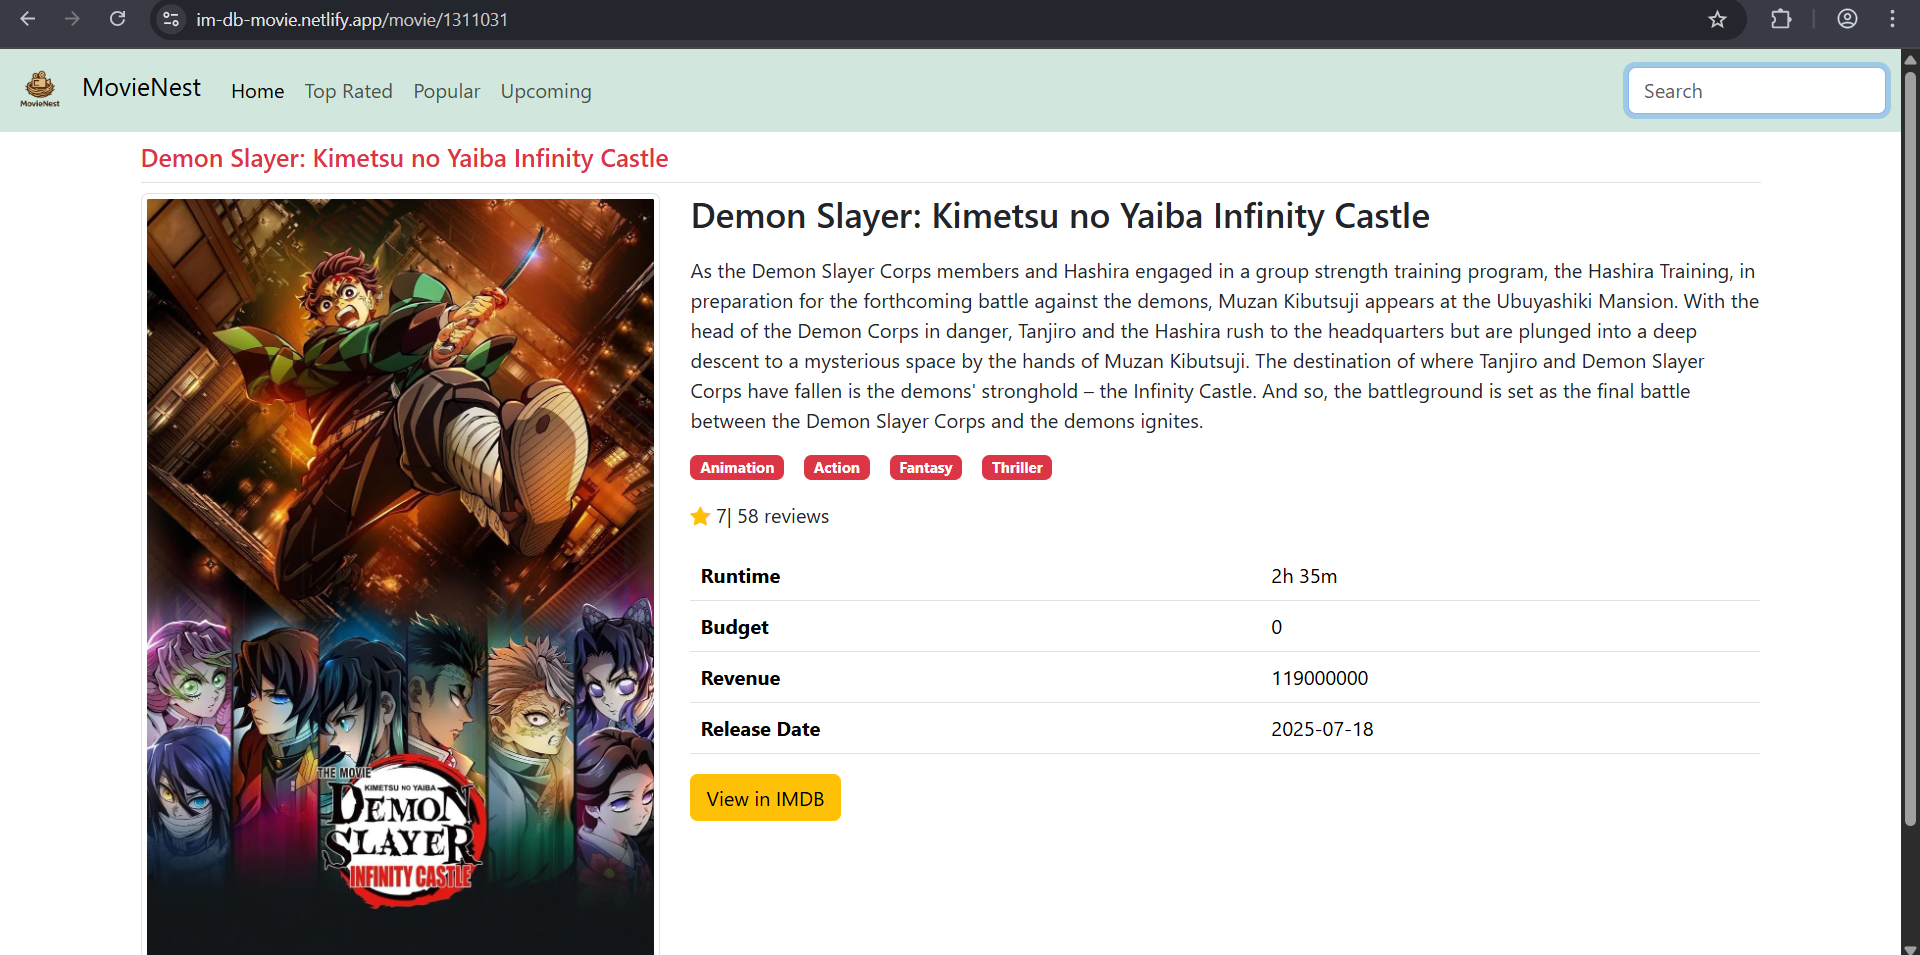 im-db-movie.netlify.app/movie/1311031
MovieNest
MovieNest
Home
Top Rated
Popular
Upcoming
Search
Demon Slayer: Kimetsu no Yaiba Infinity Castle
Demon Slayer: Kimetsu no Yaiba Infinity Castle
As the Demon Slayer Corps members and Hashira engaged in a group strength training program, the Hashira Training, in
preparation for the forthcoming battle against the demons, Muzan Kibutsuji appears at the Ubuyashiki Mansion. With the
head of the Demon Corps in danger, Tanjiro and the Hashira rush to the headquarters but are plunged into a deep
descent to a mysterious space by the hands of Muzan Kibutsuji. The destination of where Tanjiro and Demon Slayer
Corps have fallen is the demons' stronghold – the Infinity Castle. And so, the battleground is set as the final battle
between the Demon Slayer Corps and the demons ignites.
Animation Action Fantasy Thriller
7| 58 reviews
Runtime 2h 35m
Budget 0
Revenue 119000000
Release Date 2025-07-18
View in IMDB
THE MOVIE
KIMETSU NO YAIBA
DEMON
SLAYER
INFINITY CASTLE